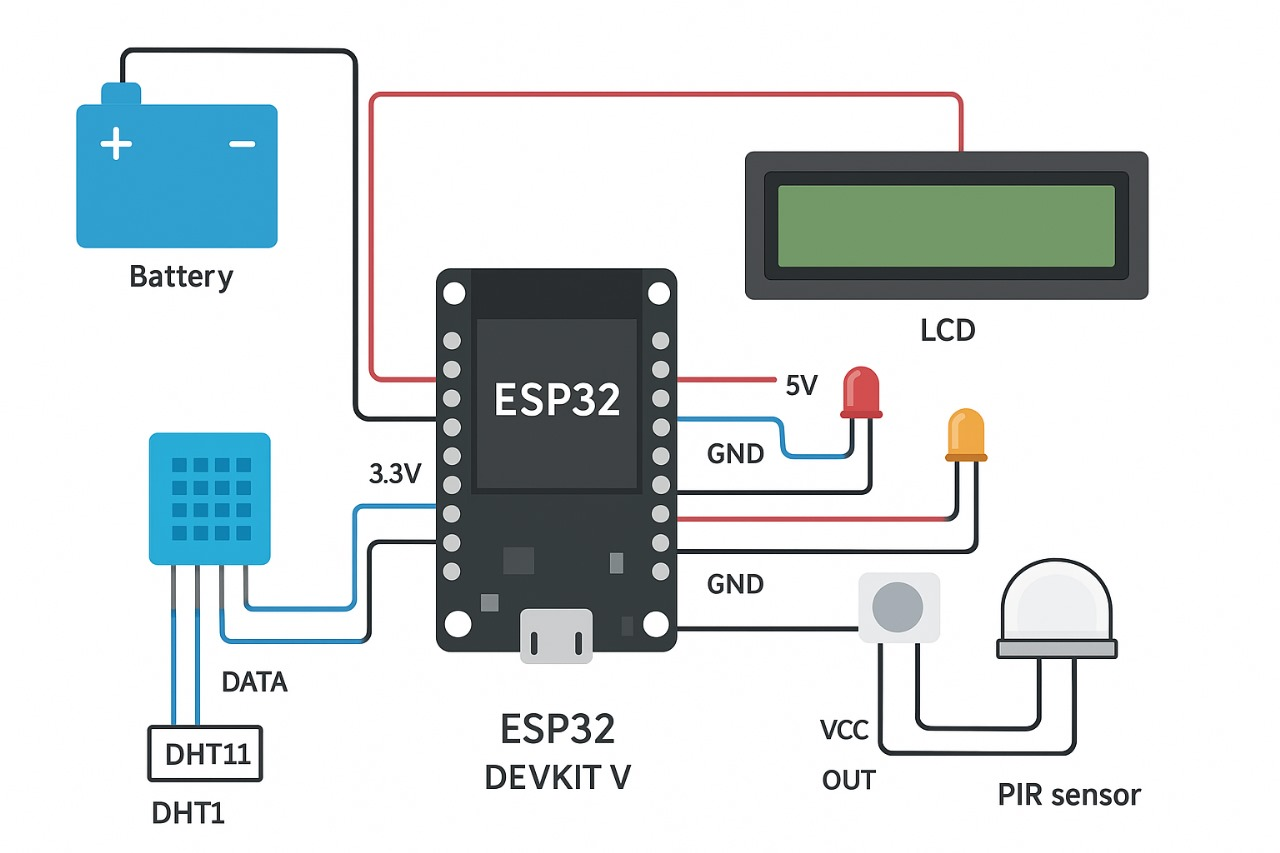 + −
Battery
LCD
ESP32
5V
GND
3.3V
GND
DATA
DHT11
DHT1
ESP32
DEVKIT V
VCC
OUT
PIR sensor